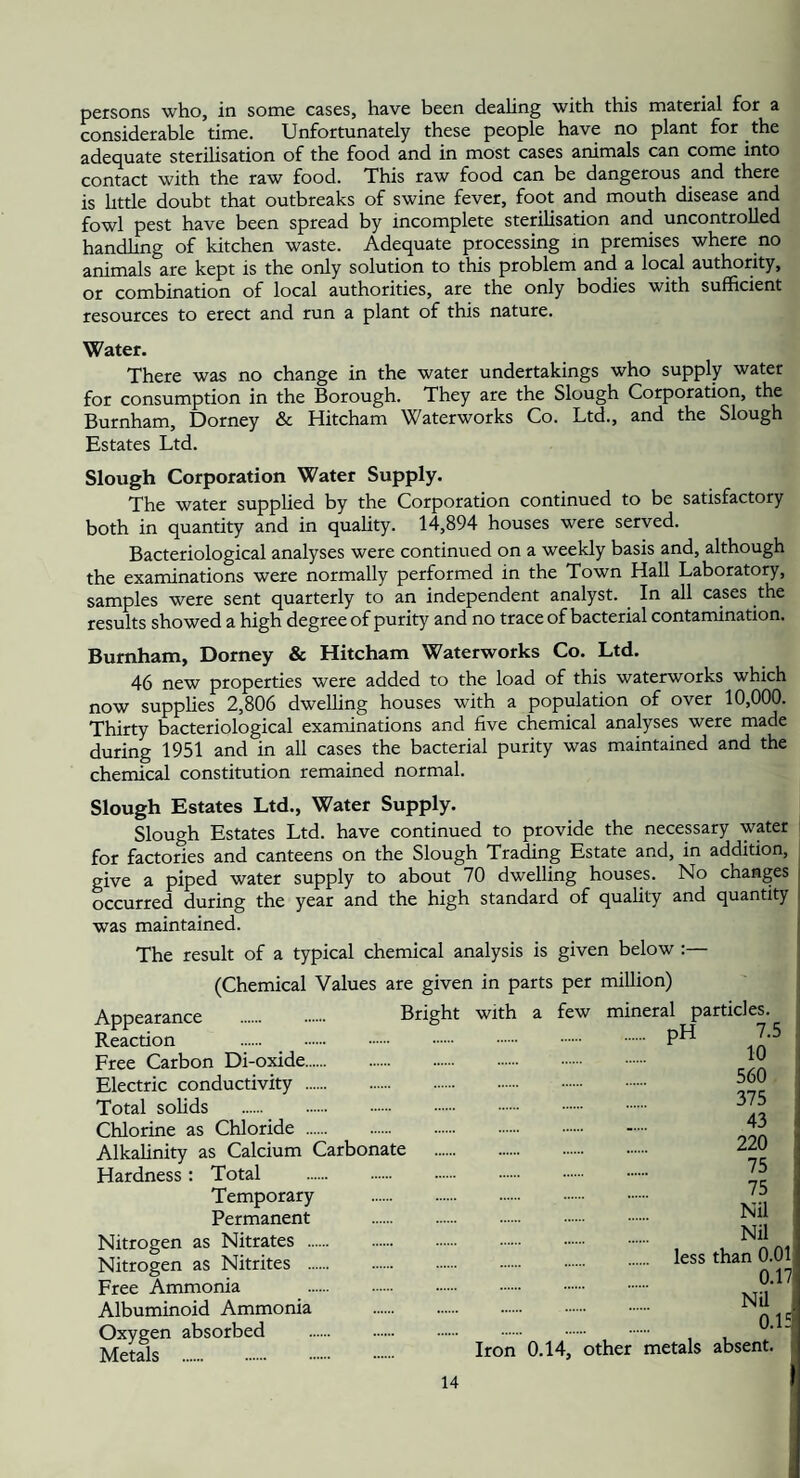 persons who, in some cases, have been dealing with this material for a
considerable time. Unfortunately these people have no plant for the
adequate sterilisation of the food and in most cases animals can come into
contact with the raw food. This raw food can be dangerous and there
is little doubt that outbreaks of swine fever, foot and mouth disease and
fowl pest have been spread by incomplete sterilisation and uncontrolled
handling of kitchen waste. Adequate processing in premises where no
animals are kept is the only solution to this problem and a local authority,
or combination of local authorities, are the only bodies with sufficient
resources to erect and run a plant of this nature.
Water.
There was no change in the water undertakings who supply water
for consumption in the Borough. They are the Slough Corporation, the
Burnham, Dorney & Hitcham Waterworks Co. Ltd., and the Slough
Estates Ltd.
Slough Corporation Water Supply.
The water supplied by the Corporation continued to be satisfactory
both in quantity and in quality. 14,894 houses were served.
Bacteriological analyses were continued on a weekly basis and, although
the examinations were normally performed in the Town Hall Laboratory,
samples were sent quarterly to an independent analyst. In all cases the
results showed a high degree of purity and no trace of bacterial contamination.
Burnham, Dorney & Hitcham Waterworks Co. Ltd.
46 new properties were added to the load of this waterworks which
now supplies 2,806 dwelling houses with a population of over 10,000.
Thirty bacteriological examinations and five chemical analyses were made
during 1951 and in all cases the bacterial purity was maintained and the
chemical constitution remained normal.
Slough Estates Ltd., Water Supply.
Slough Estates Ltd. have continued to provide the necessary water
for factories and canteens on the Slough Trading Estate and, in addition,
give a piped water supply to about 70 dwelling houses. No changes
occurred during the year and the high standard of quality and quantity
was maintained.
The result of a typical chemical analysis is given below :—
(Chemical Values are given in parts per million)
Appearance ...... ...... Bright with a few mineral particles.
Reaction ...... ...... ...... ...... ...... ...... ...... pH 7.5
Free Carbon Di-oxide...... ...... ...... ...... ...... ...... 10
Electric conductivity ...... ...... ...... ...... ...... ...... 560
Total solids ...... ...... ...... ...... ...... ...... ...... 375
Chlorine as Chloride ...... ...... ...... ...... ...... ...... 43
Alkalinity as Calcium Carbonate ...... ...... ...... ...... 220
Hardness : Total ...... ...... ...... ...... ...... ...... 75
Temporary ...... ...... ...... ...... ...... 75
Permanent ...... ...... ...... ...... ...... Nil
Nitrogen as Nitrates ...... ...... ...... ...... ...... ...... Nil
Nitrogen as Nitrites ...... ...... ...... ...... ...... ...... less than 0.01
Free Ammonia ...... ...... ...... ...... ...... ...... 0.17
Albuminoid Ammonia ...... ...... ...... ...... ...... Nil
Oxygen absorbed ...... ...... ...... ...... ...... ...... 0.15
Metals ...... ...... ...... ...... Iron 0.14, other metals absent.
14